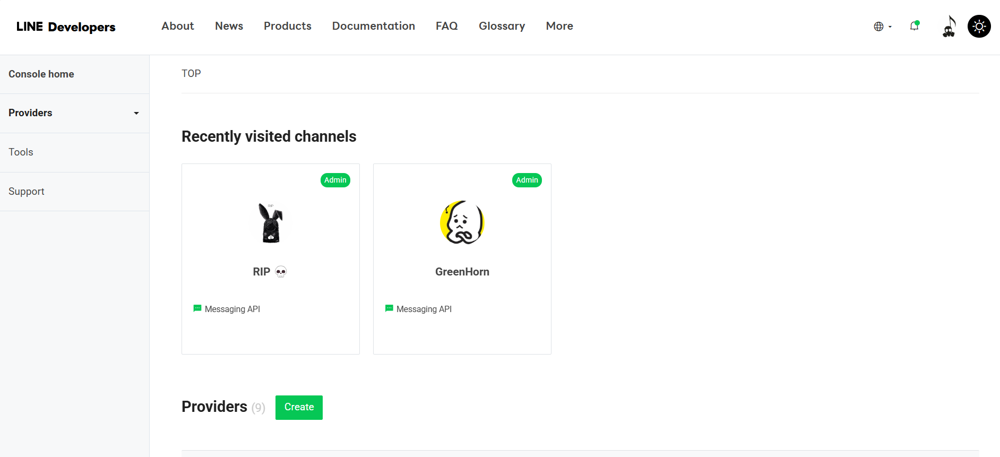 LINE Developers
About News Products Documentation FAQ Glossary More
Console home
Providers
Tools
Support
TOP
Recently visited channels
Admin
RIP
RIP 💀
Messaging API
Admin
GreenHorn
Messaging API
Providers (9) Create